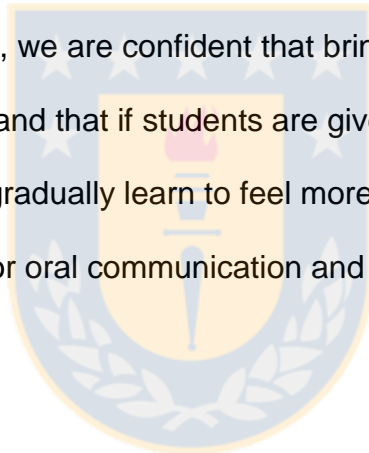 , we are confident that brin
and that if students are give
gradually learn to feel more
or oral communication and